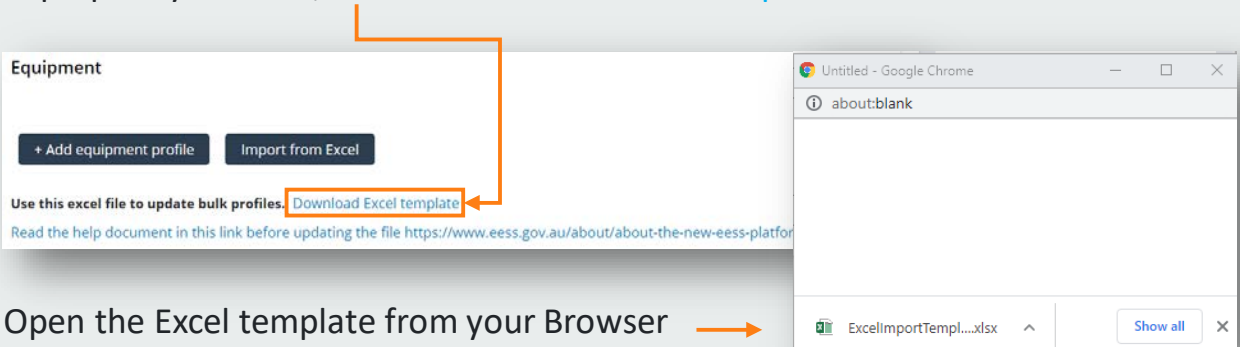 Equipment
+ Add equipment profile
Import from Excel
Use this excel file to update bulk profiles. Download Excel template
Read the help document in this link before updating the file https://www.eess.gov.au/about/about-the-new-eess-platfor
Untitled - Google Chrome
about:blank
Open the Excel template from your Browser
ExcelImportTempl....xlsx
Show all